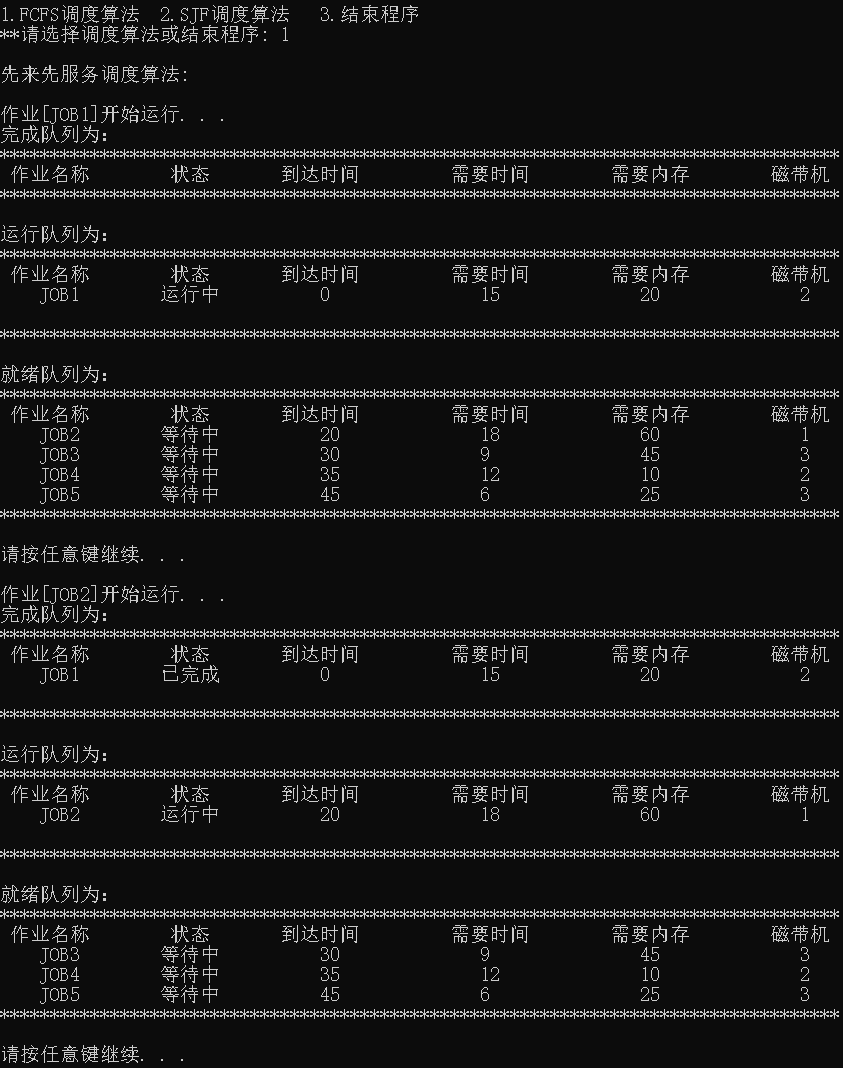 1.FCFS调度算法  2.SJF调度算法   3.结束程序
**请选择调度算法或结束程序: 1
先来先服务调度算法:
作业[JOB1]开始运行. . .
完成队列为:
************************************************************************************
作业名称 状态 到达时间 需要时间 需要内存 磁带机
************************************************************************************
运行队列为:
************************************************************************************
作业名称 状态 到达时间 需要时间 需要内存 磁带机
JOB1 运行中 0 15 20 2
************************************************************************************
就绪队列为:
************************************************************************************
作业名称 状态 到达时间 需要时间 需要内存 磁带机
JOB2 等待中 20 18 60 1
JOB3 等待中 30 9 45 3
JOB4 等待中 35 12 10 2
JOB5 等待中 45 6 25 3
************************************************************************************
请按任意键继续. . .
作业[JOB2]开始运行. . .
完成队列为:
************************************************************************************
作业名称 状态 到达时间 需要时间 需要内存 磁带机
JOB1 已完成 0 15 20 2
************************************************************************************
运行队列为:
************************************************************************************
作业名称 状态 到达时间 需要时间 需要内存 磁带机
JOB2 运行中 20 18 60 1
************************************************************************************
就绪队列为:
************************************************************************************
作业名称 状态 到达时间 需要时间 需要内存 磁带机
JOB3 等待中 30 9 45 3
JOB4 等待中 35 12 10 2
JOB5 等待中 45 6 25 3
************************************************************************************
请按任意键继续. . .